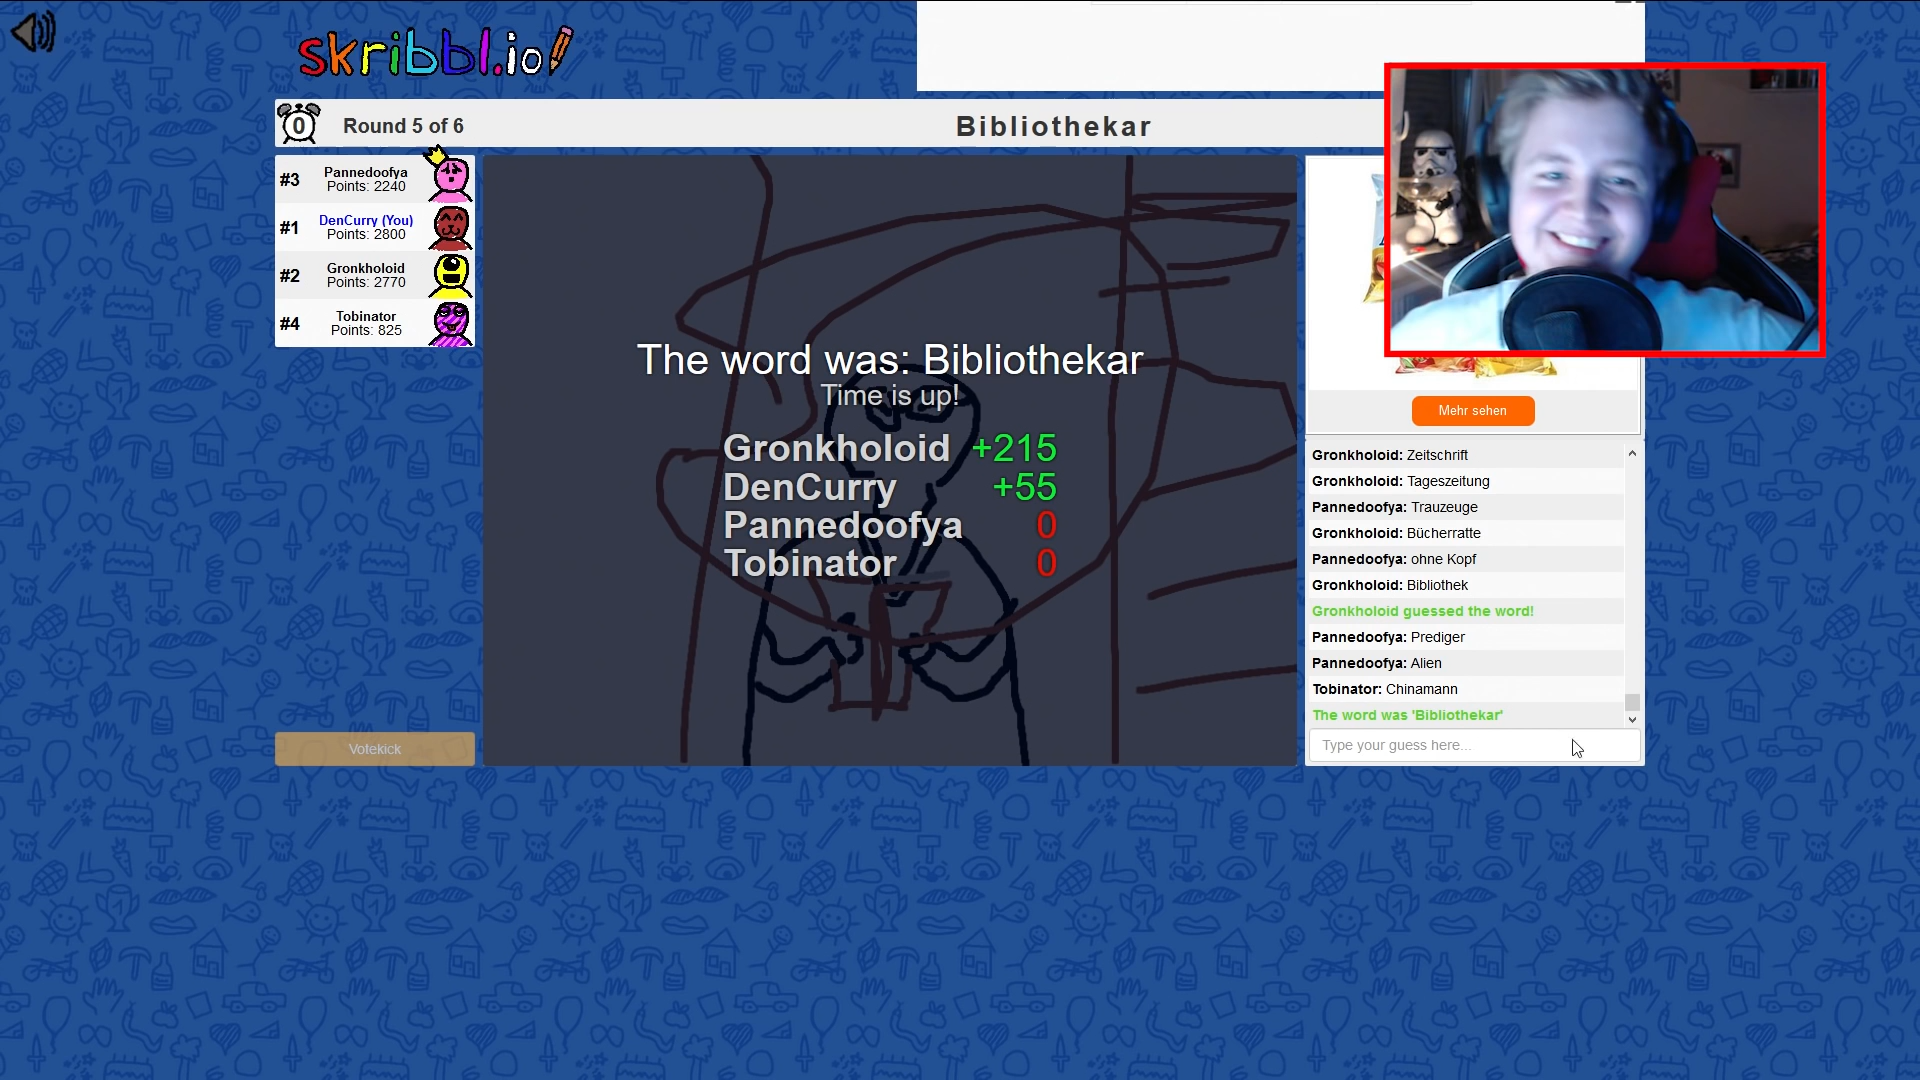 skribbl.io
0
Round 5 of 6
Bibliothekar
#3
Pannedoofya
Points: 2240
#1
DenCurry (You)
Points: 2800
#2
Gronkholoid
Points: 2770
#4
Tobinator
Points: 825
Votekick
The word was: Bibliothekar
Time is up!
Gronkholoid +215
DenCurry +55
Pannedoofya 0
Tobinator 0
Mehr sehen
Gronkholoid: Zeitschrift
Gronkholoid: Tageszeitung
Pannedoofya: Trauzeuge
Gronkholoid: Bücherratte
Pannedoofya: ohne Kopf
Gronkholoid: Bibliothek
Gronkholoid guessed the word!
Pannedoofya: Prediger
Pannedoofya: Alien
Tobinator: Chinamann
The word was 'Bibliothekar'
Type your guess here...